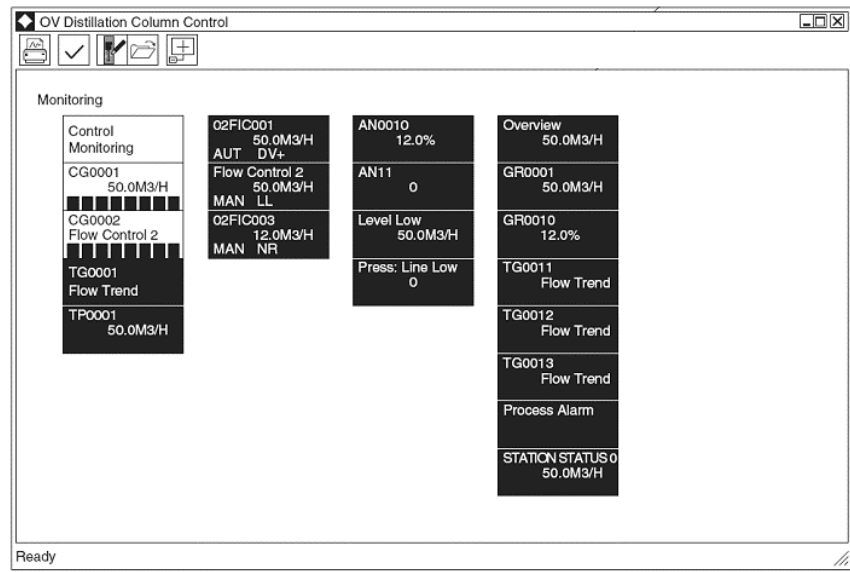 OV Distillation Column Control
Monitoring
Control
Monitoring
CG0001
50.0M3/H
CG0002
Flow Control 2
TG0001
Flow Trend
TP0001
50.0M3/H
02FIC001
50.0M3/H
AUT DV+
Flow Control 2
50.0M3/H
MAN LL
02FIC003
12.0M3/H
MAN NR
AN0010
12.0%
AN11
0
Level Low
50.0M3/H
Press: Line Low
0
Overview
50.0M3/H
GR0001
50.0M3/H
GR0010
12.0%
TG0011
Flow Trend
TG0012
Flow Trend
TG0013
Flow Trend
Process Alarm
STATION STATUS 0
50.0M3/H
Ready